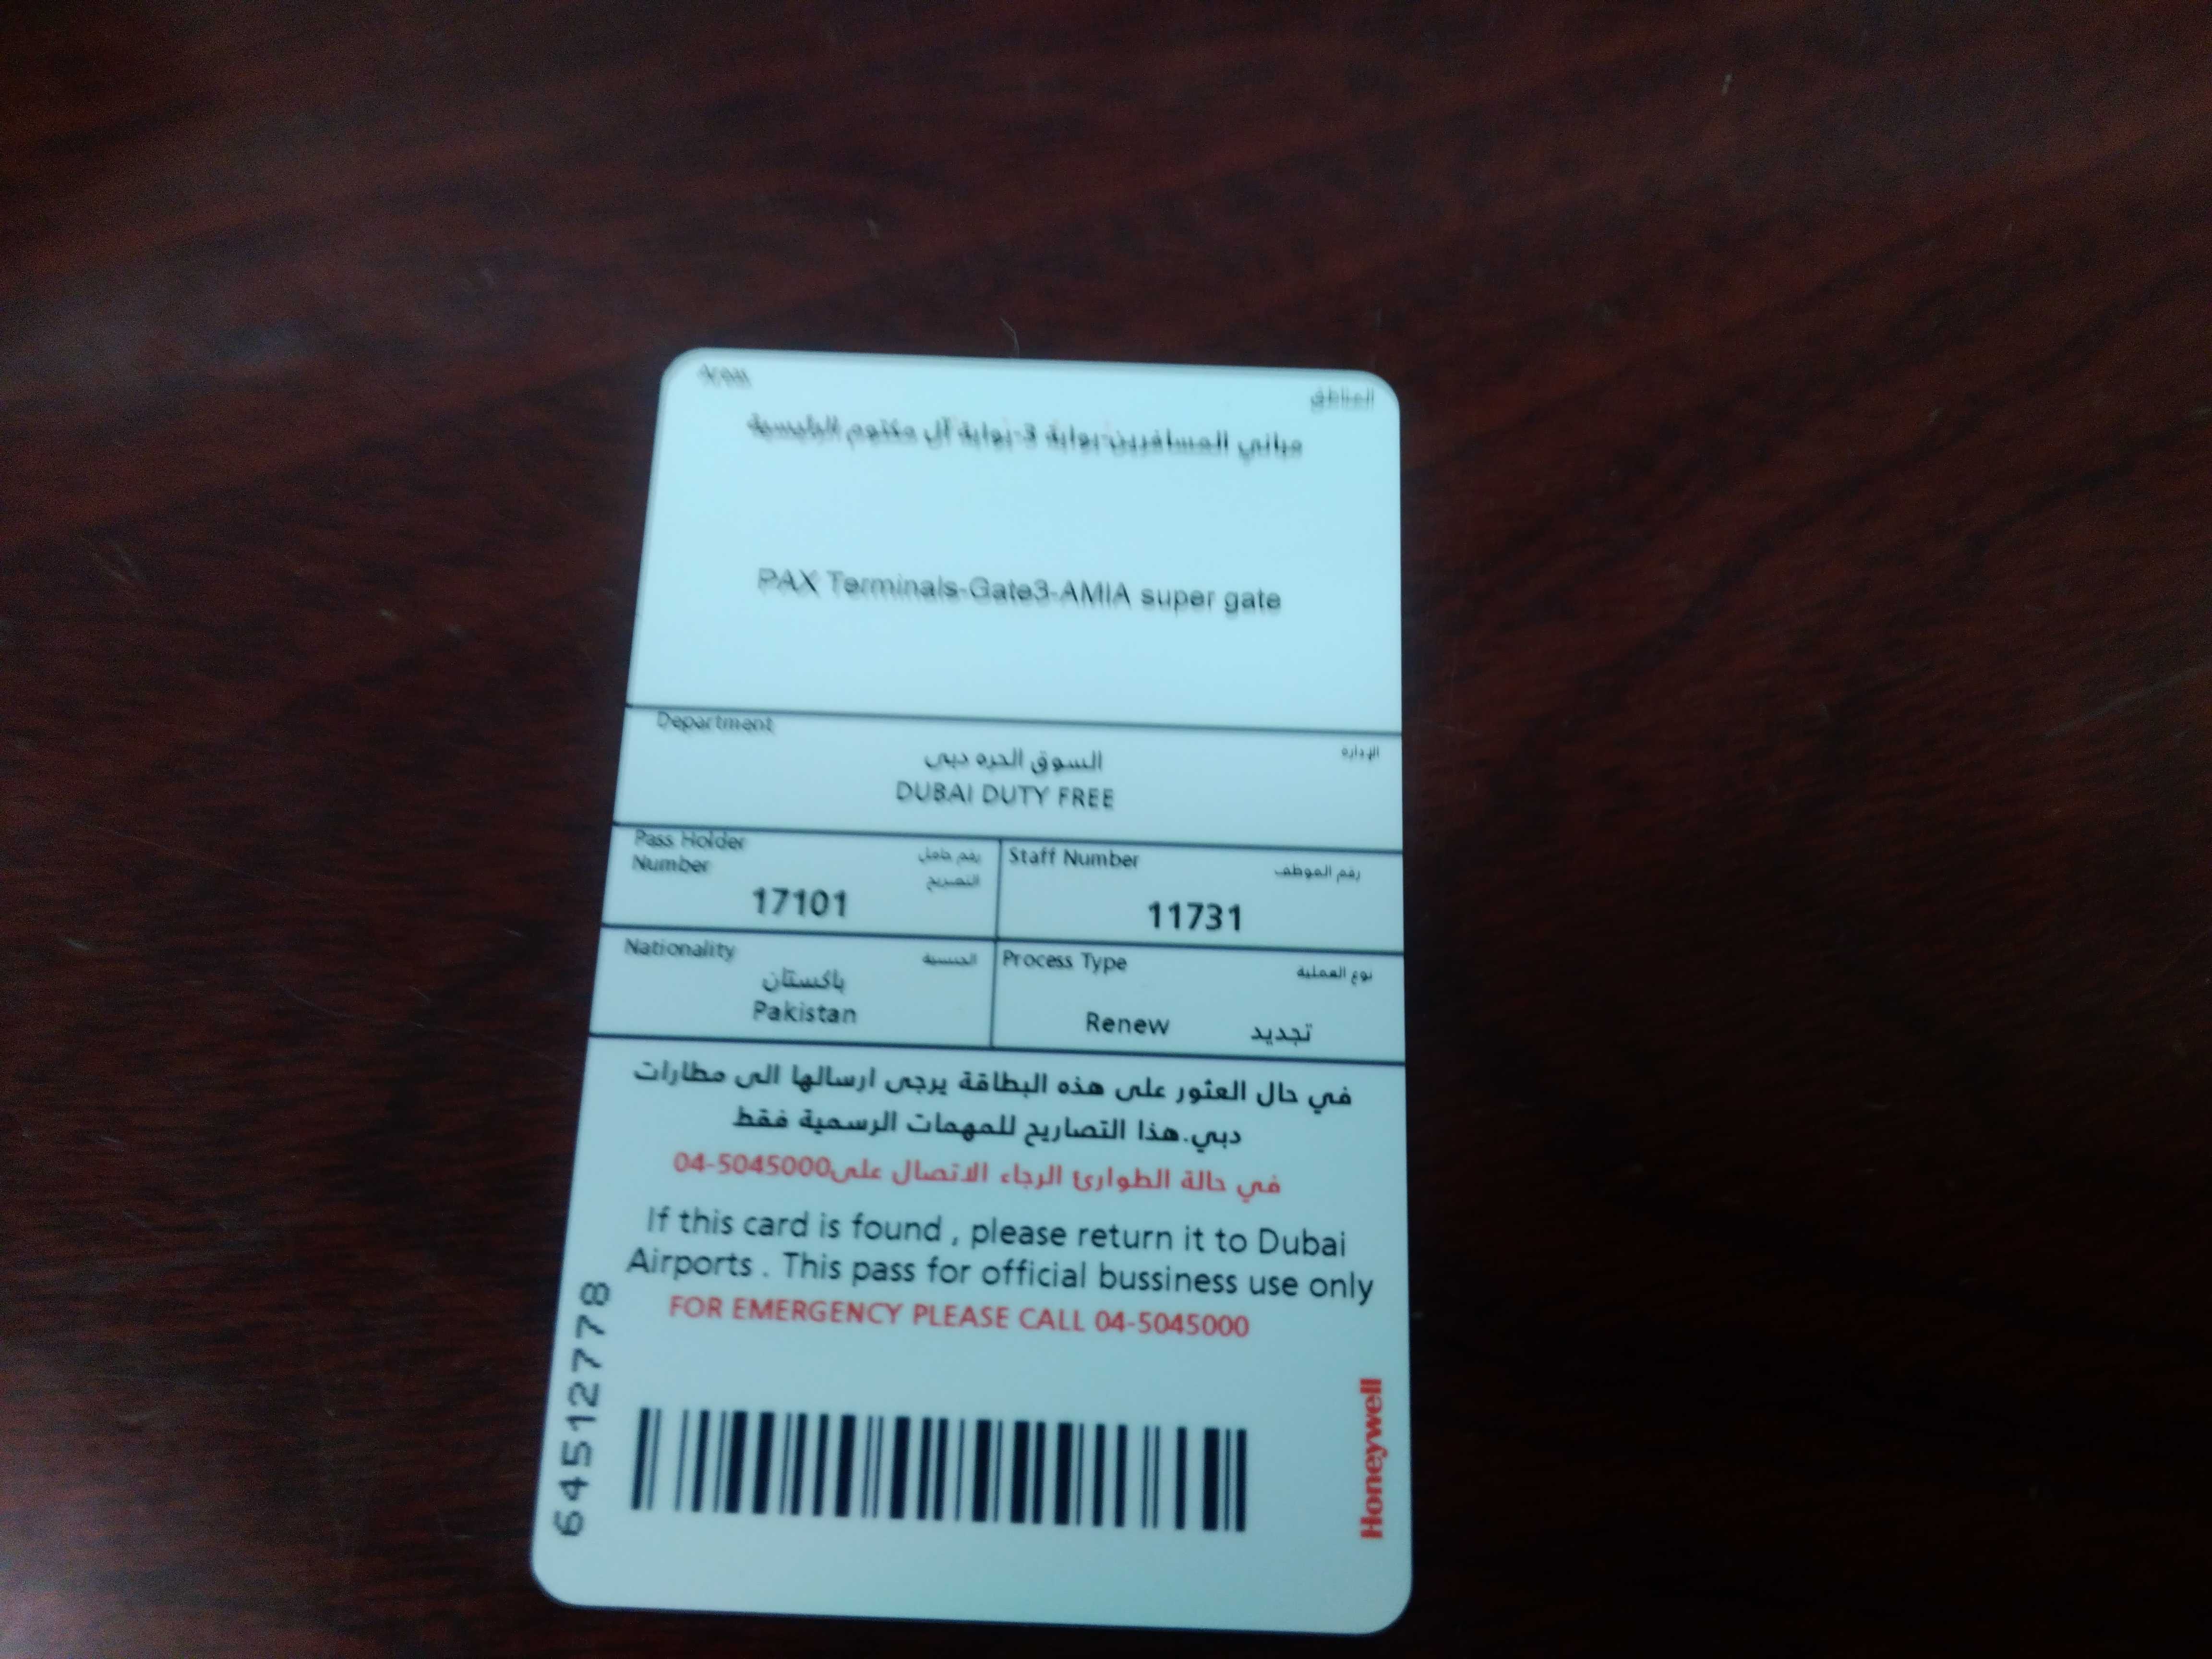 Areas المناطق
مباني المسافرين-بوابة 3-بوابة آل مكتوم الرئيسية
PAX Terminals-Gate3-AMIA super gate
Department الإدارة
السوق الحره دبي
DUBAI DUTY FREE
Pass Holder Number رقم حامل التصريح
17101
Staff Number رقم الموظف
11731
Nationality الجنسية
باكستان
Pakistan
Process Type نوع العملية
Renew تجديد
في حال العثور على هذه البطاقة يرجى ارسالها الى مطارات
دبي.هذا التصاريح للمهمات الرسمية فقط
في حالة الطوارئ الرجاء الاتصال على04-5045000
If this card is found , please return it to Dubai
Airports . This pass for official bussiness use only
FOR EMERGENCY PLEASE CALL 04-5045000
64512778
Honeywell